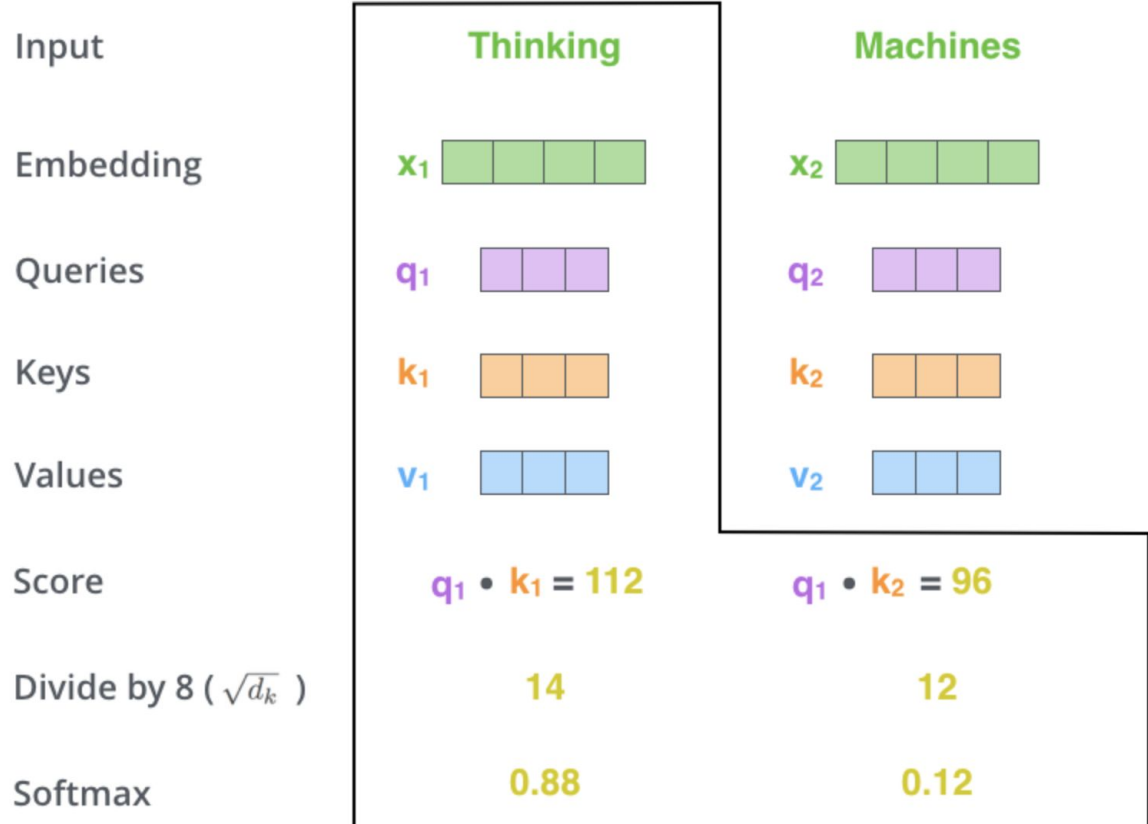 Input Thinking Machines
Embedding x₁ x₂
Queries q₁ q₂
Keys k₁ k₂
Values v₁ v₂
Score q₁ • k₁ = 112 q₁ • k₂ = 96
Divide by 8 ( √dₖ ) 14 12
Softmax 0.88 0.12